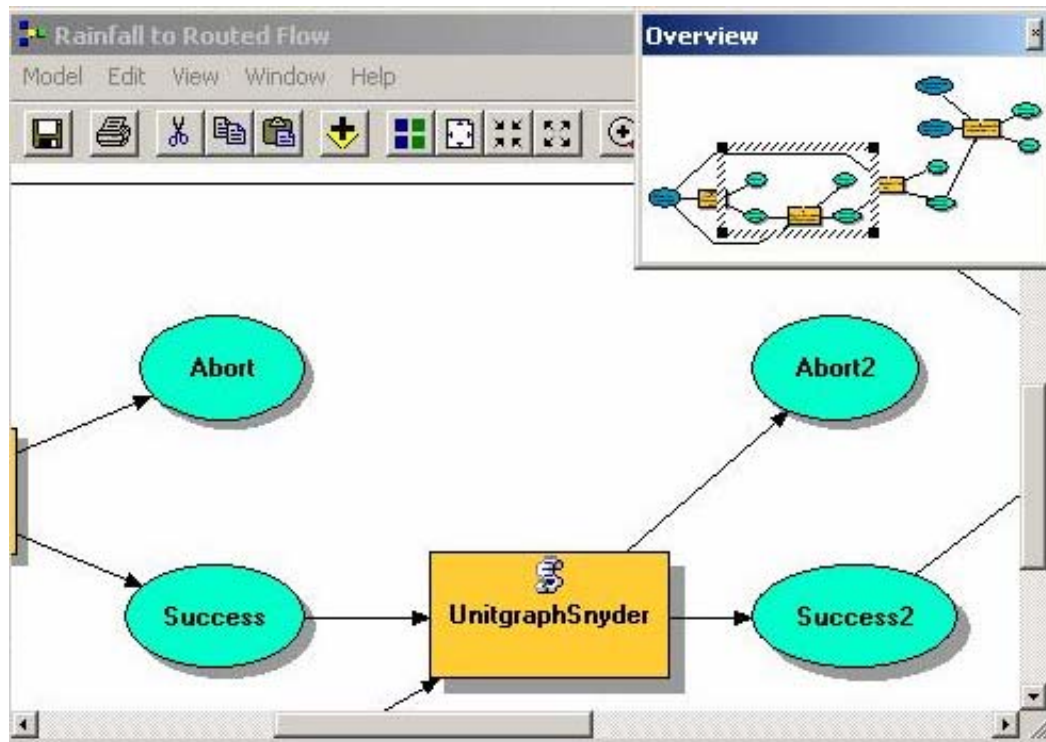 Rainfall to Routed Flow
Overview
Model Edit View Window Help
Abort
Abort2
Success
UnitgraphSnyder
Success2